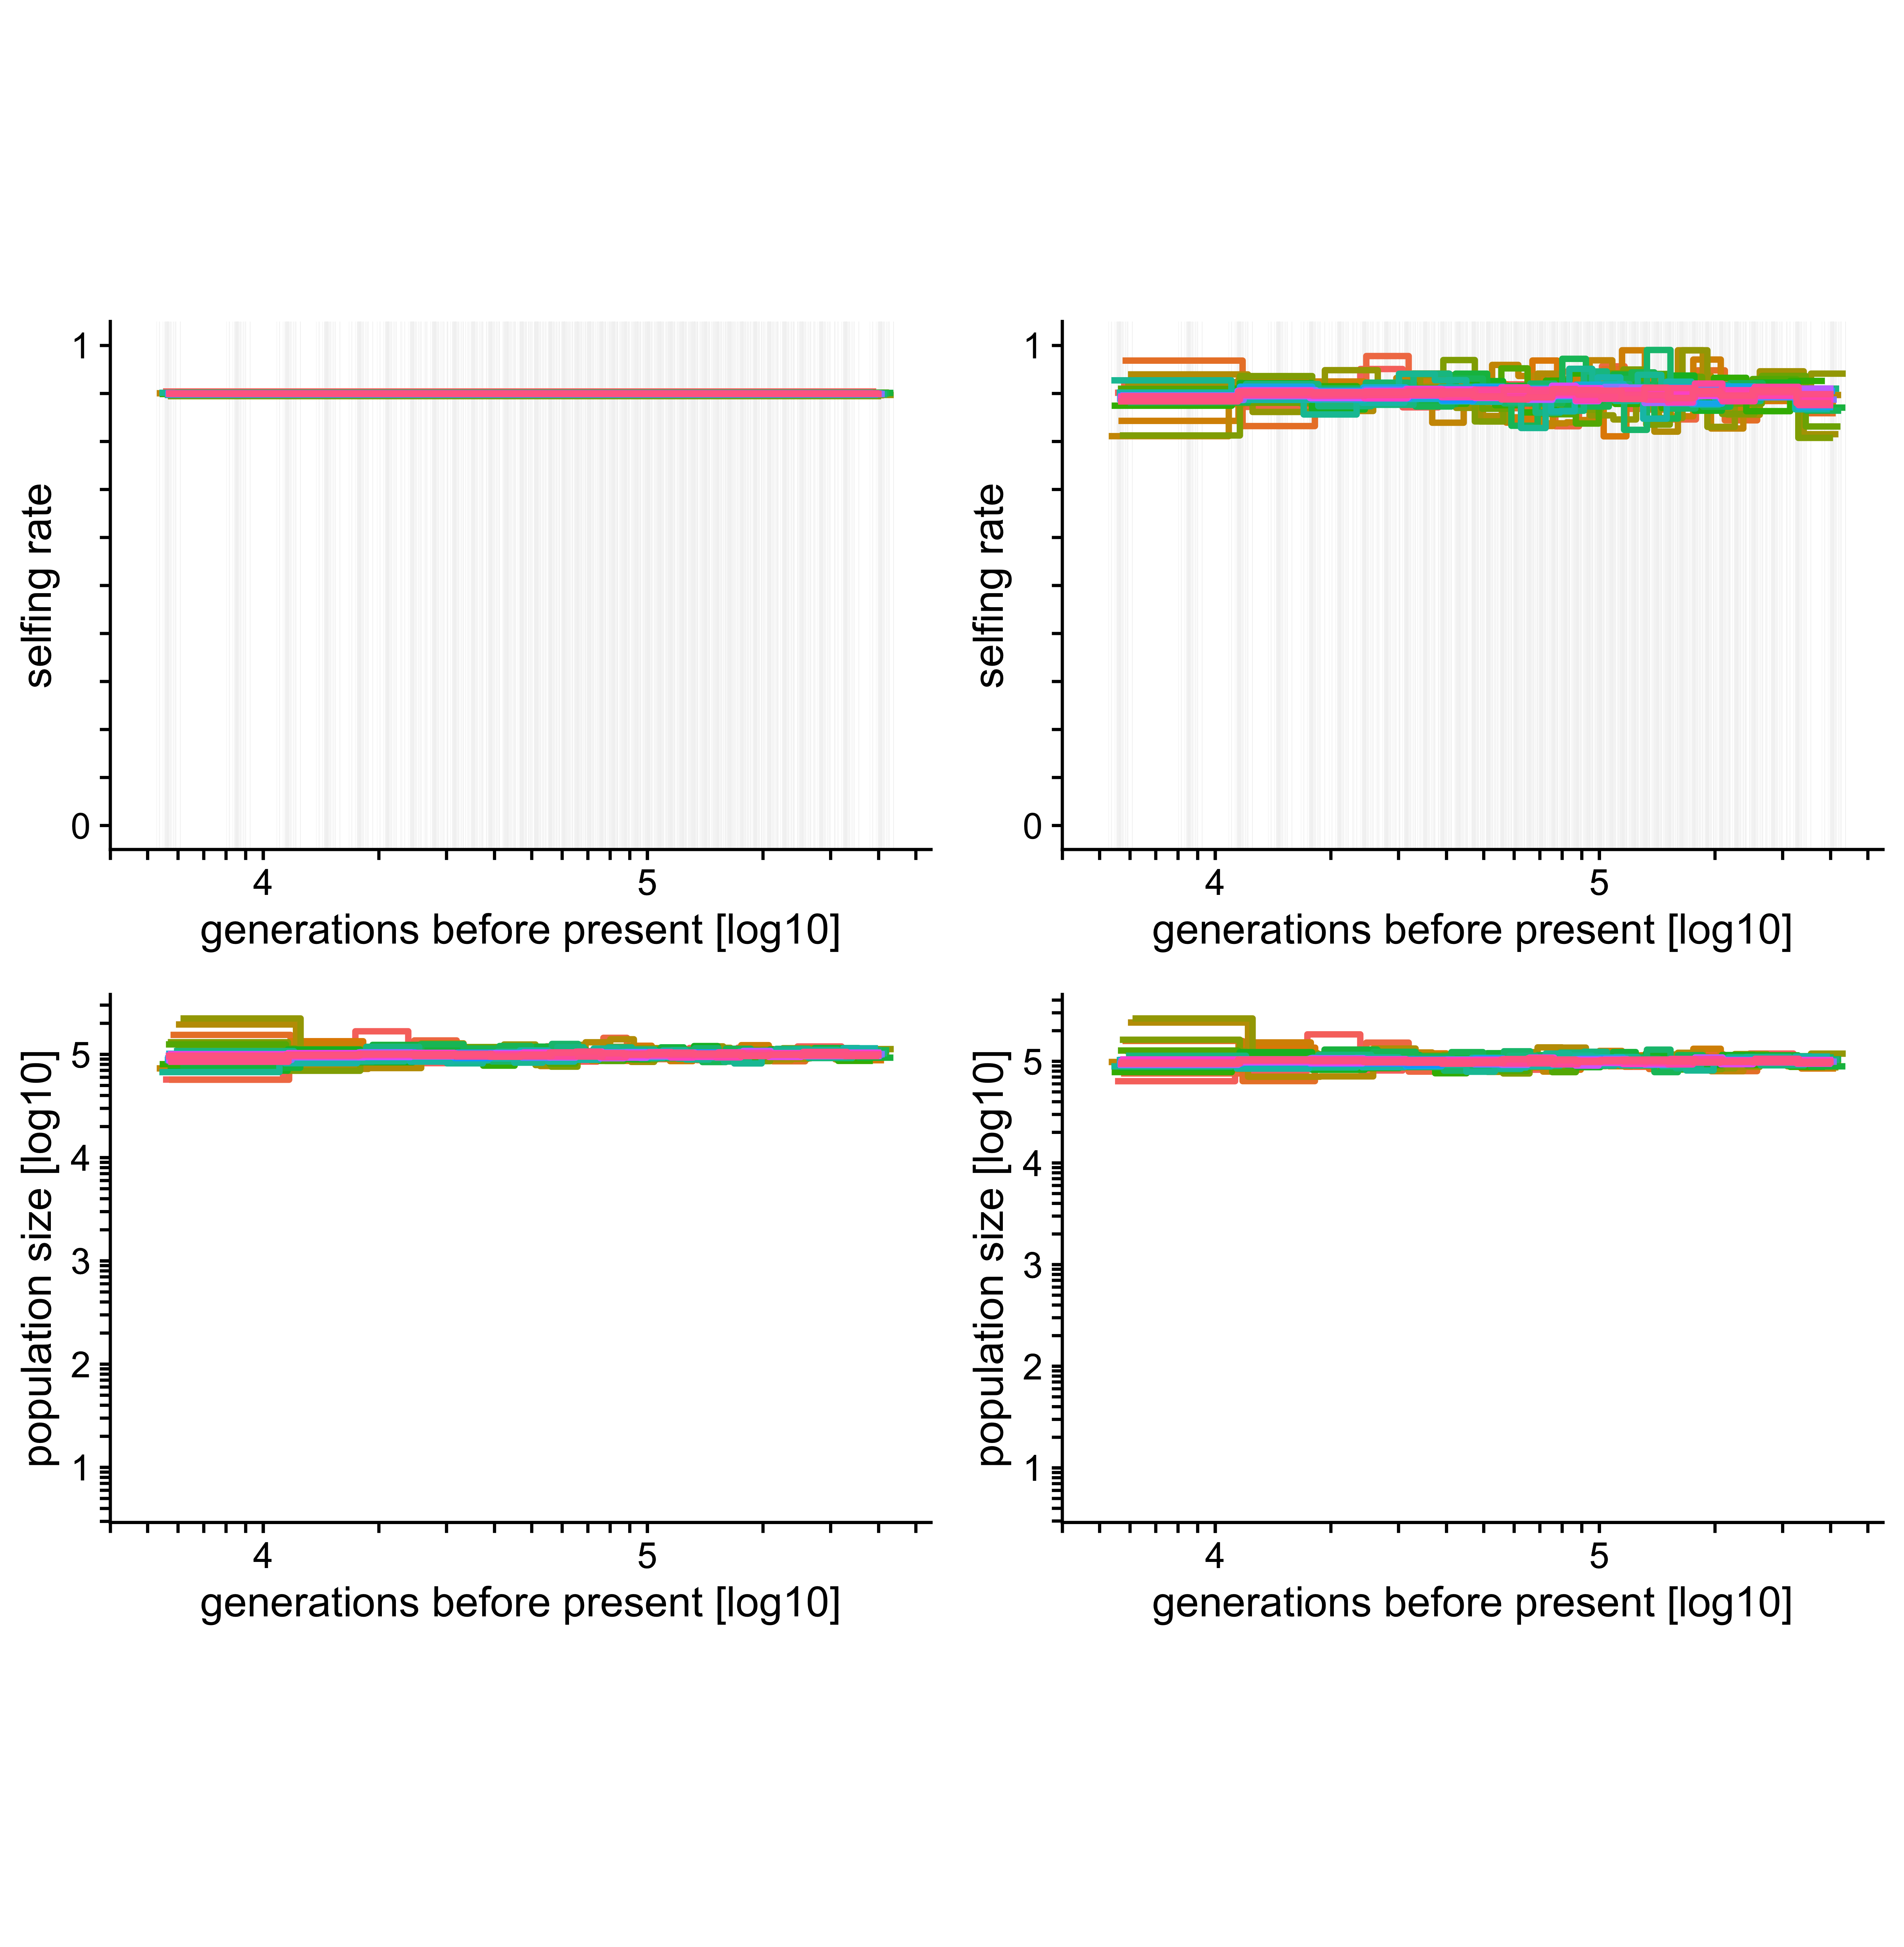 selfing rate
1
0
4 5
generations before present [log10]
selfing rate
1
0
4 5
generations before present [log10]
population size [log10]
5
4
3
2
1
4 5
generations before present [log10]
population size [log10]
5
4
3
2
1
4 5
generations before present [log10]